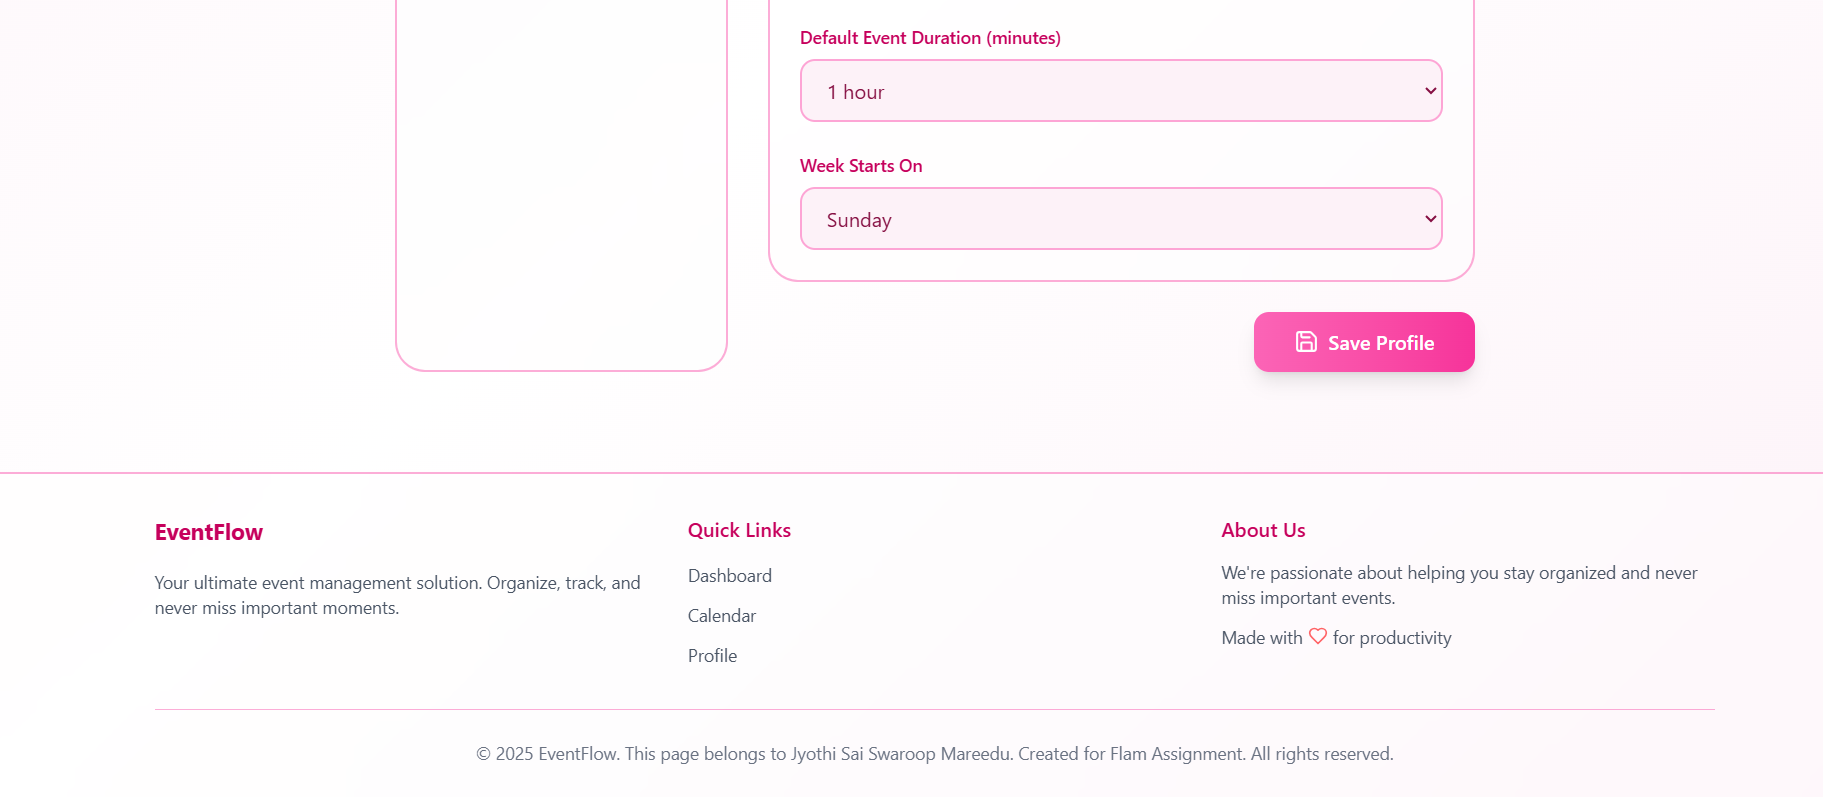 Default Event Duration (minutes)
1 hour
Week Starts On
Sunday
Save Profile
EventFlow
Your ultimate event management solution. Organize, track, and
never miss important moments.
Quick Links
Dashboard
Calendar
Profile
About Us
We're passionate about helping you stay organized and never
miss important events.
Made with for productivity
© 2025 EventFlow. This page belongs to Jyothi Sai Swaroop Mareedu. Created for Flam Assignment. All rights reserved.